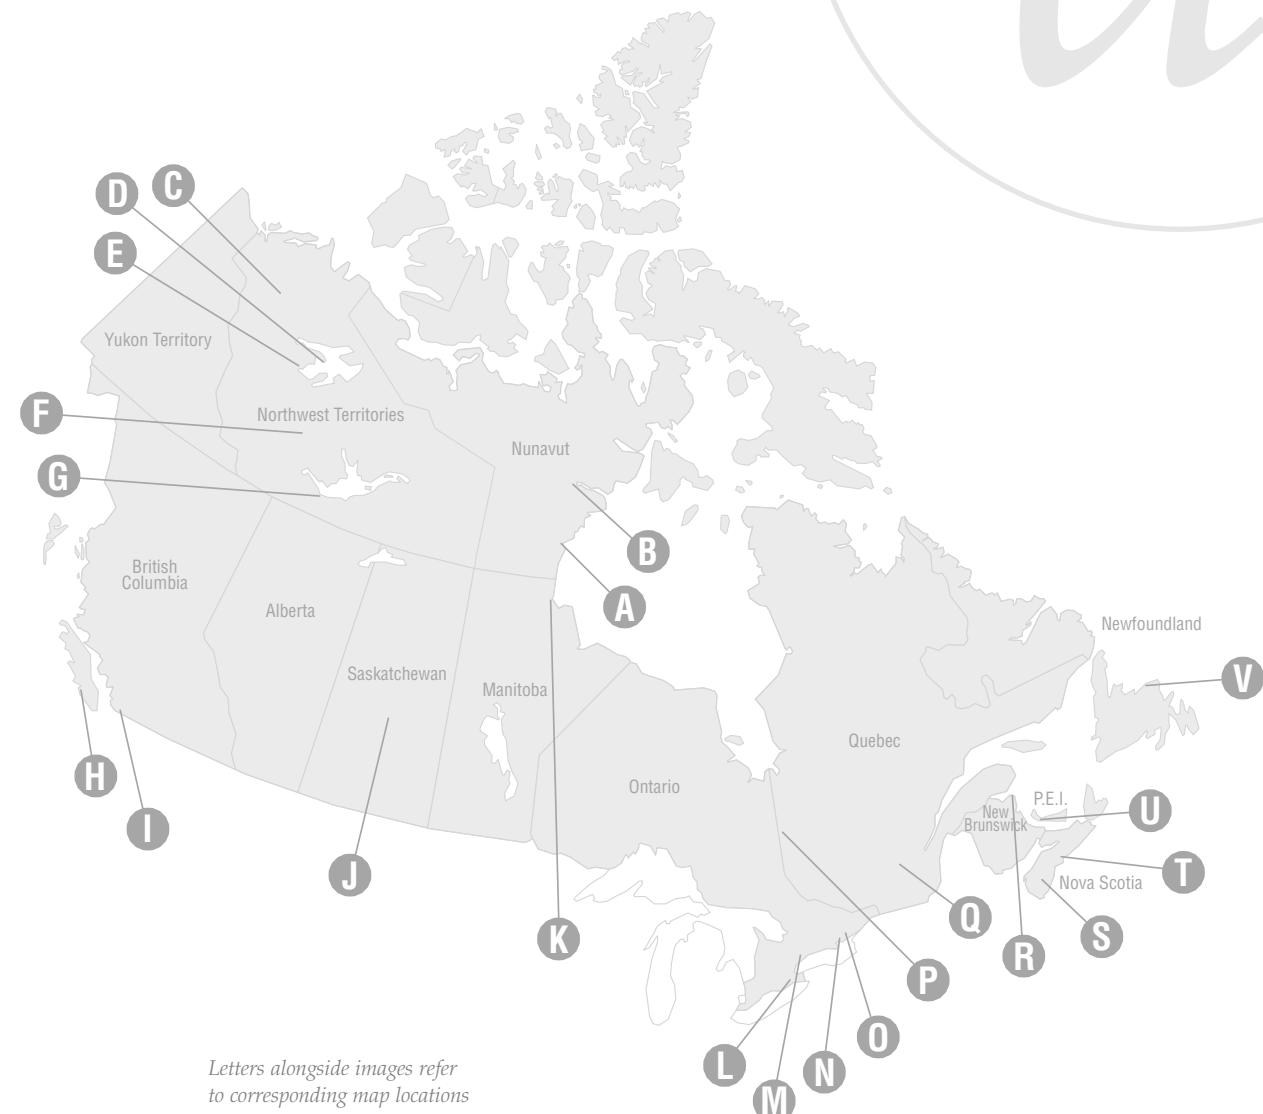 C
D
E
Yukon Territory
F
Northwest Territories
Nunavut
G
B
British
Columbia
A
Alberta
Newfoundland
Saskatchewan
V
Manitoba
Quebec
H
Ontario
P.E.I.
New
Brunswick
U
I
T
J
Nova Scotia
Q
S
K
R
P
O
L
N
M
Letters alongside images refer
to corresponding map locations